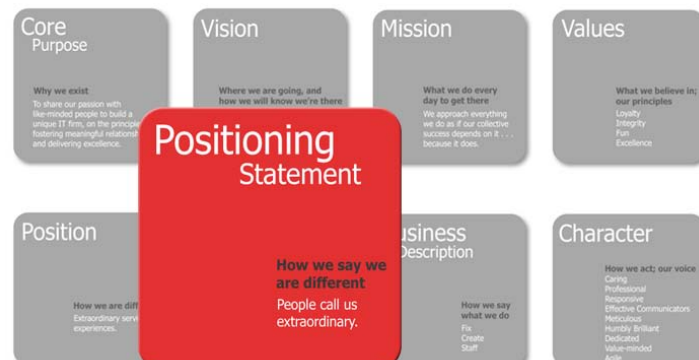 Core
Purpose
Why we exist
To share our passion with
like-minded people to build a
unique IT firm, on the principle
fostering meaningful relationsh
and delivering excellence.
Vision
Where we are going, and
how we will know we're there
Mission
What we do every
day to get there
We approach everything
we do as if our collective
success depends on it . . .
because it does.
Values
What we believe in;
our principles
Loyalty
Integrity
Fun
Excellence
Positioning
Statement
How we say we
are different
People call us
extraordinary.
Position
How we are diff
Extraordinary servi
experiences.
usiness
Description
How we say
what we do
Fix
Create
Staff
Character
How we act; our voice
Caring
Professional
Responsive
Effective Communicators
Meticulous
Humbly Brilliant
Dedicated
Value-minded
Agile